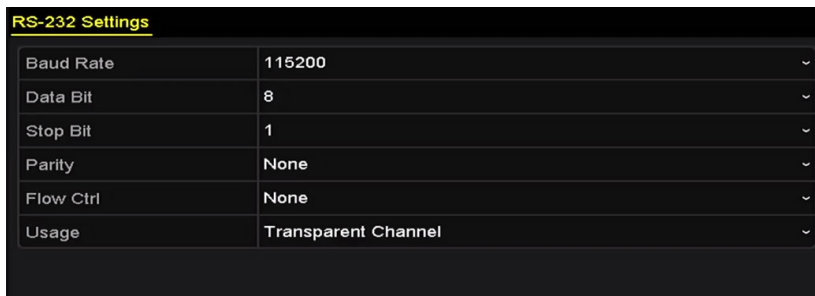 RS-232 Settings
Baud Rate 115200
Data Bit 8
Stop Bit 1
Parity None
Flow Ctrl None
Usage Transparent Channel